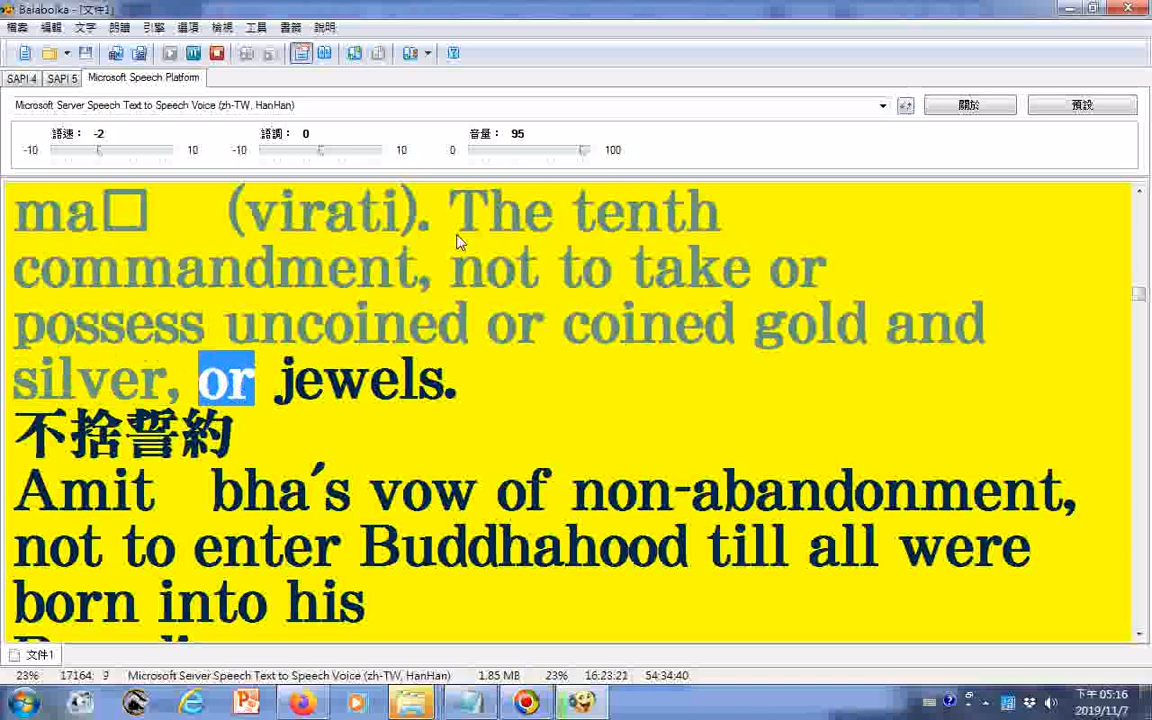 Balabolka - [文件1]
檔案 編輯 文字 朗讀 引擎 選項 檢視 工具 書籤 說明
SAPI 4 SAPI 5 Microsoft Speech Platform
Microsoft Server Speech Text to Speech Voice (zh-TW, HanHan) 關於 預設
語速： -2 語調： 0 音量： 95
-10 10 -10 10 0 100
ma□ (virati). The tenth
commandment, not to take or
possess uncoined or coined gold and
silver, or jewels.
不捨誓約
Amit bha′s vow of non-abandonment,
not to enter Buddhahood till all were
born into his
文件1
23% 17164: 9 Microsoft Server Speech Text to Speech Voice (zh-TW, HanHan) 1.85 MB 23% 16:23:21 54:34:40
下午 05:16
2019/11/7